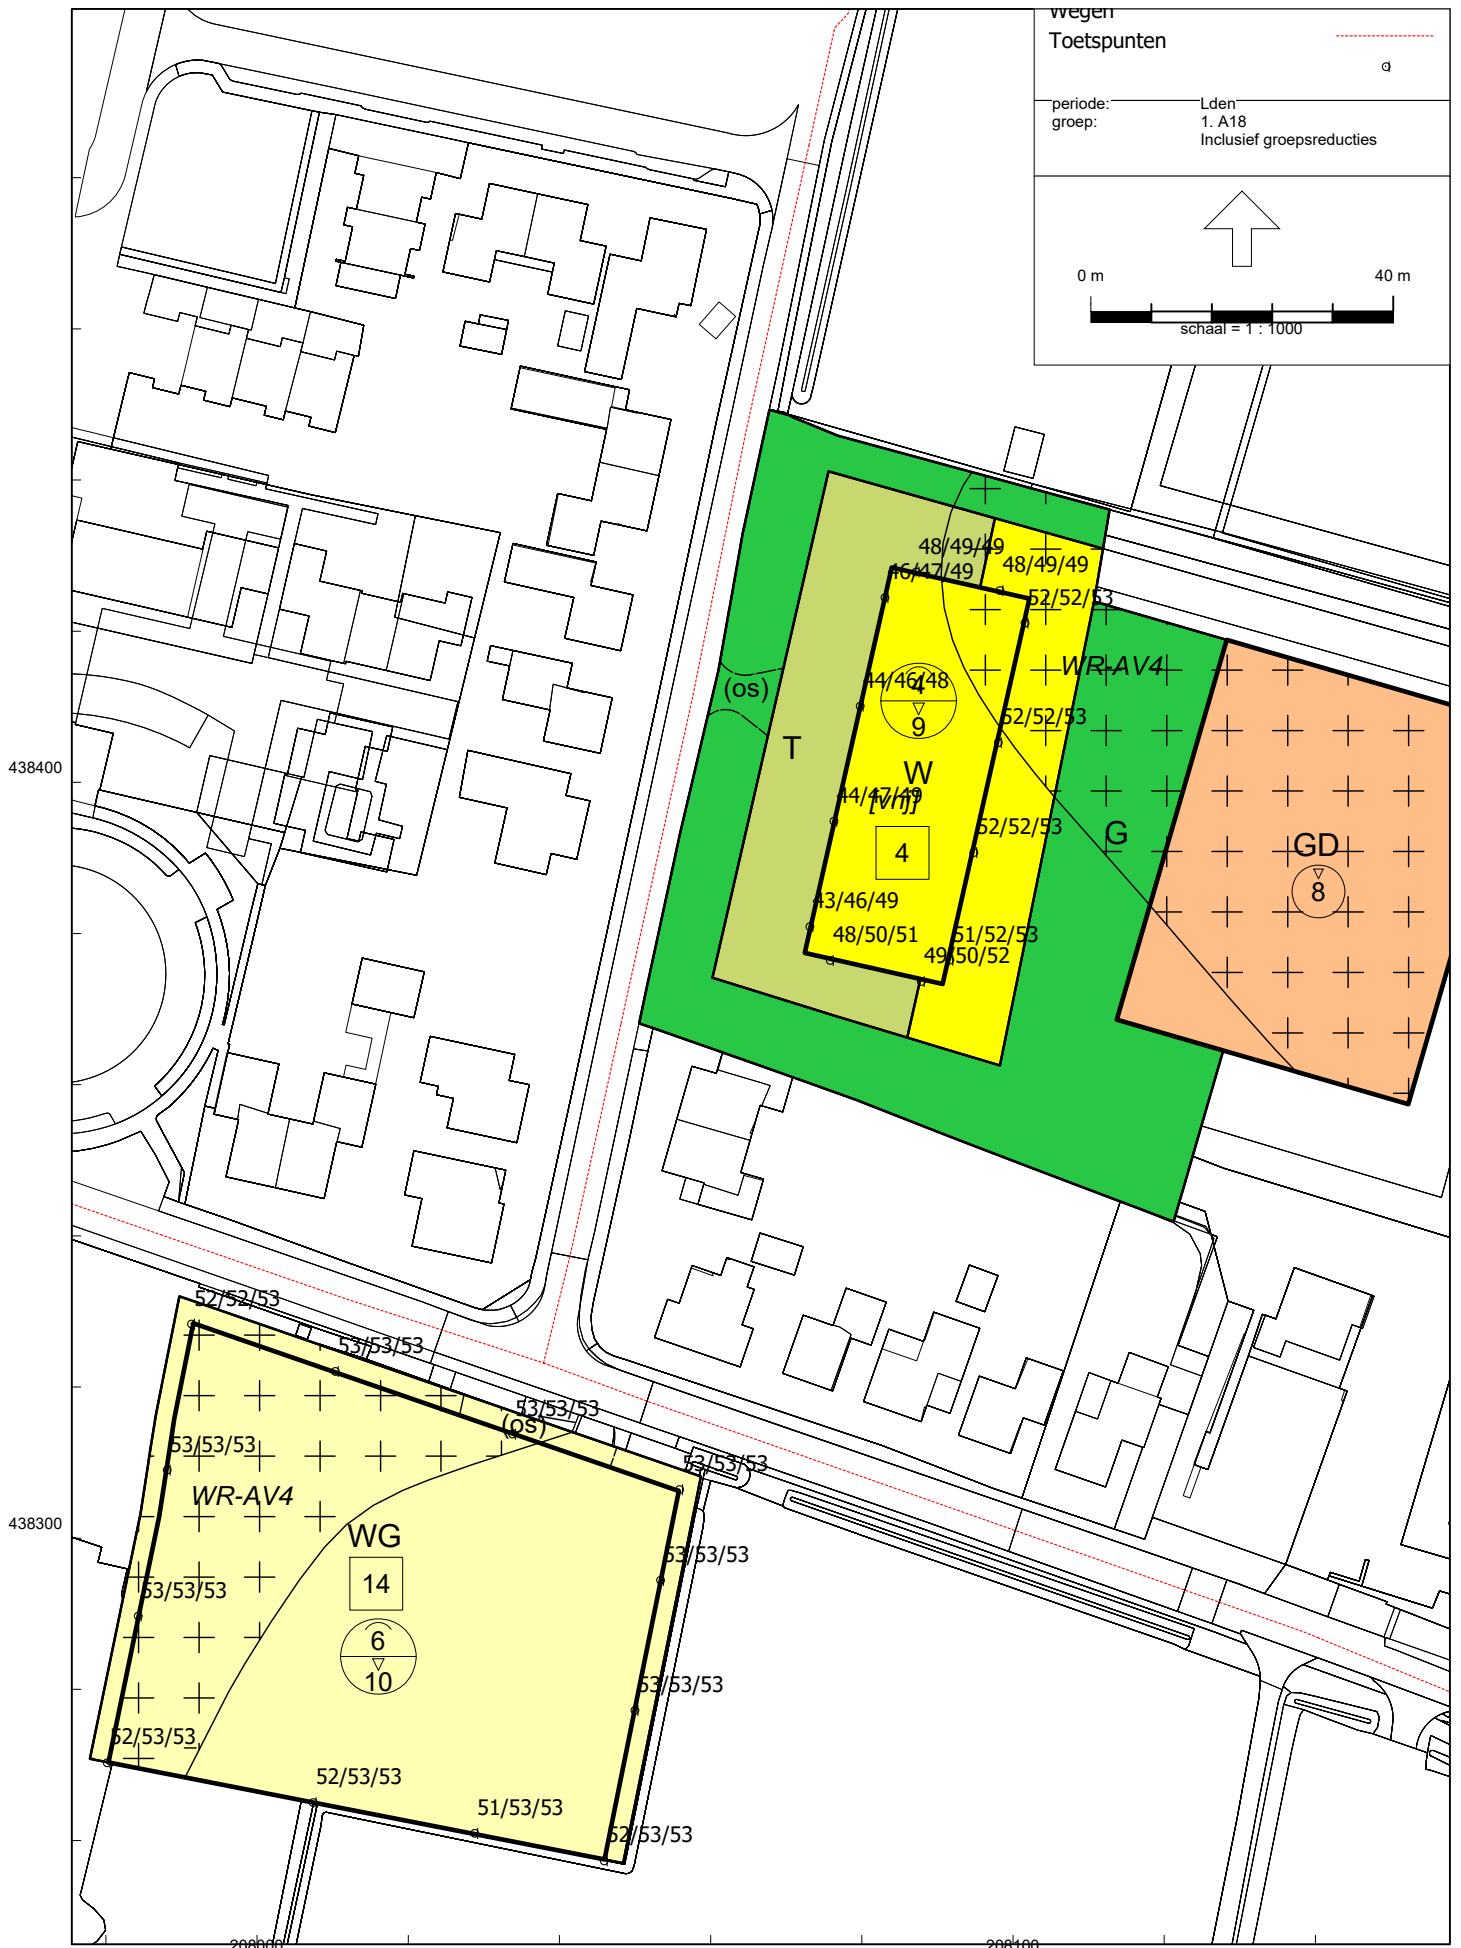 Wegen
Toetspunten
periode: Lden
groep: 1. A18
Inclusief groepsreducties
0 m 40 m
schaal = 1 : 1000
48/49/49
46/47/49
48/49/49
52/52/53
WR-AV4
(os)
44/46/48
4
9
52/52/53
T
W
[vrij]
44/47/49
438400
4
52/52/53
G
GD
8
43/46/49
48/50/51
51/52/53
49/50/52
52/52/53
53/53/53
53/53/53
(os)
53/53/53
53/53/53
WR-AV4
438300
WG
14
53/53/53
53/53/53
6
10
53/53/53
52/53/53
52/53/53
51/53/53
52/53/53
208000
208100